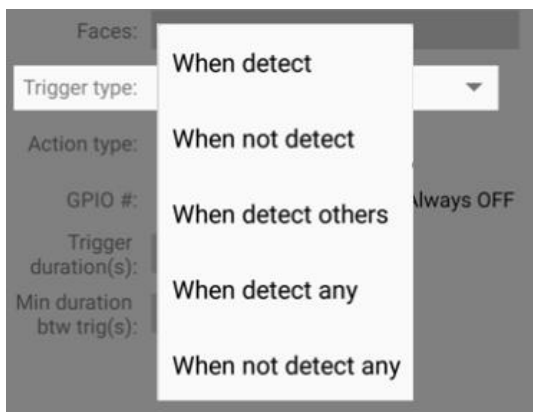 Faces:
When detect
Trigger type:
When not detect
Action type:
GPIO #:
Always OFF
When detect others
Trigger
duration(s):
When detect any
Min duration
btw trig(s):
When not detect any